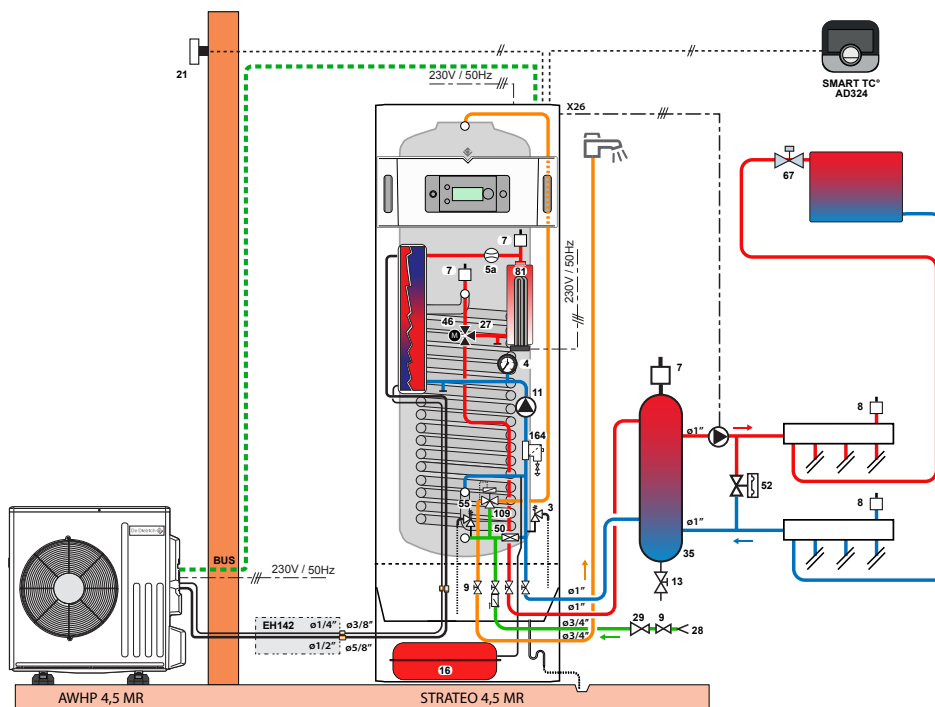 21
230V / 50Hz
X26
SMART TC°
AD324
67
7
7
5a
81
230V / 50Hz
46
27
M
4
7
11
8
ø1”
164
52
55
3
109
8
50
ø1”
De Dietrich
35
BUS
230V / 50Hz
13
9
ø1”
ø1”
EH142
ø1/4”
ø3/8”
ø3/4”
29
9
28
ø3/4”
ø1/2”
ø5/8”
16
AWHP 4,5 MR
STRATEO 4,5 MR